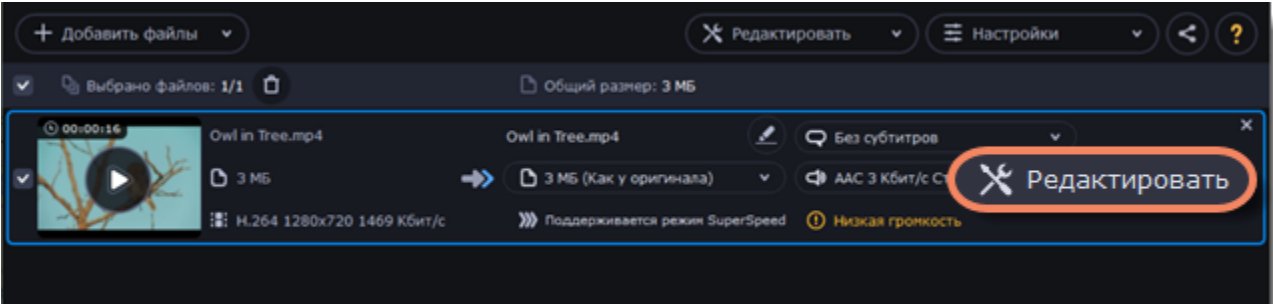 + Добавить файлы
Редактировать
Настройки
?
Выбрано файлов: 1/1
Общий размер: 3 МБ
00:00:16
Owl in Tree.mp4
Owl in Tree.mp4
Без субтитров
3 МБ
3 МБ (Как у оригинала)
AAC 3 Кбит/с
Редактировать
H.264 1280x720 1469 Кбит/с
Поддерживается режим SuperSpeed
Низкая громкость